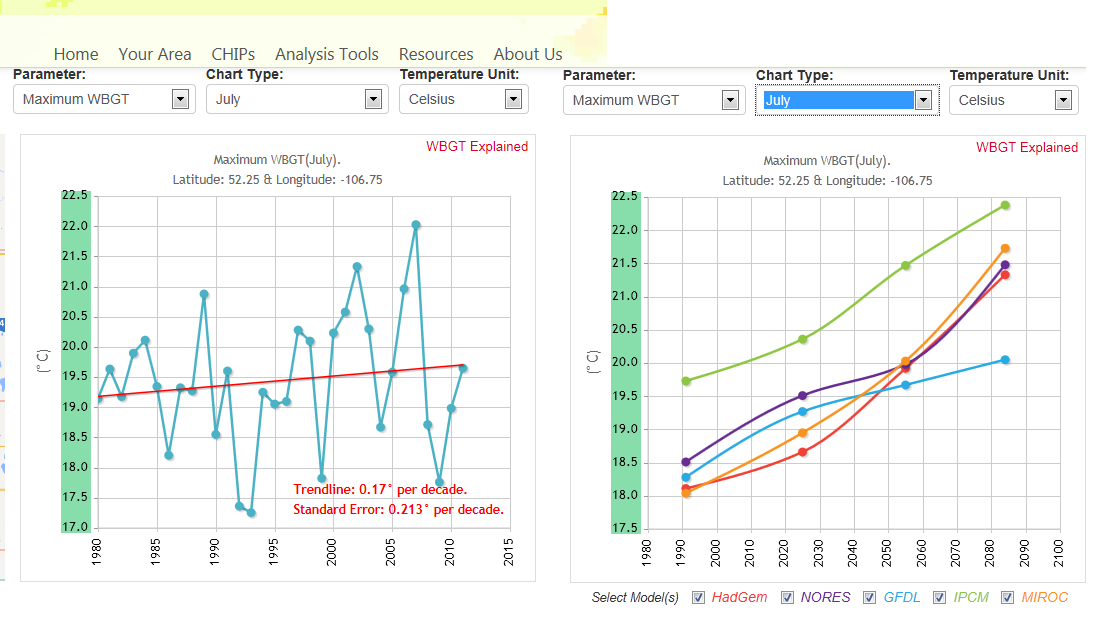 Home Your Area CHIPs Analysis Tools Resources About Us
Parameter: Chart Type: Temperature Unit:
Maximum WBGT July Celsius
WBGT Explained
Maximum WBGT(July).
Latitude: 52.25 & Longitude: -106.75
22.5
22.0
21.5
21.0
20.5
20.0
19.5
19.0
18.5
18.0
17.5
17.0
(°C)
Trendline: 0.17° per decade.
Standard Error: 0.213° per decade.
1980 1985 1990 1995 2000 2005 2010 2015
Parameter: Chart Type: Temperature Unit:
Maximum WBGT July Celsius
WBGT Explained
Maximum WBGT(July).
Latitude: 52.25 & Longitude: -106.75
22.5
22.0
21.5
21.0
20.5
20.0
19.5
19.0
18.5
18.0
17.5
(°C)
1980 1990 2000 2010 2020 2030 2040 2050 2060 2070 2080 2090 2100
Select Model(s) HadGem NORES GFDL IPCM MIROC
4